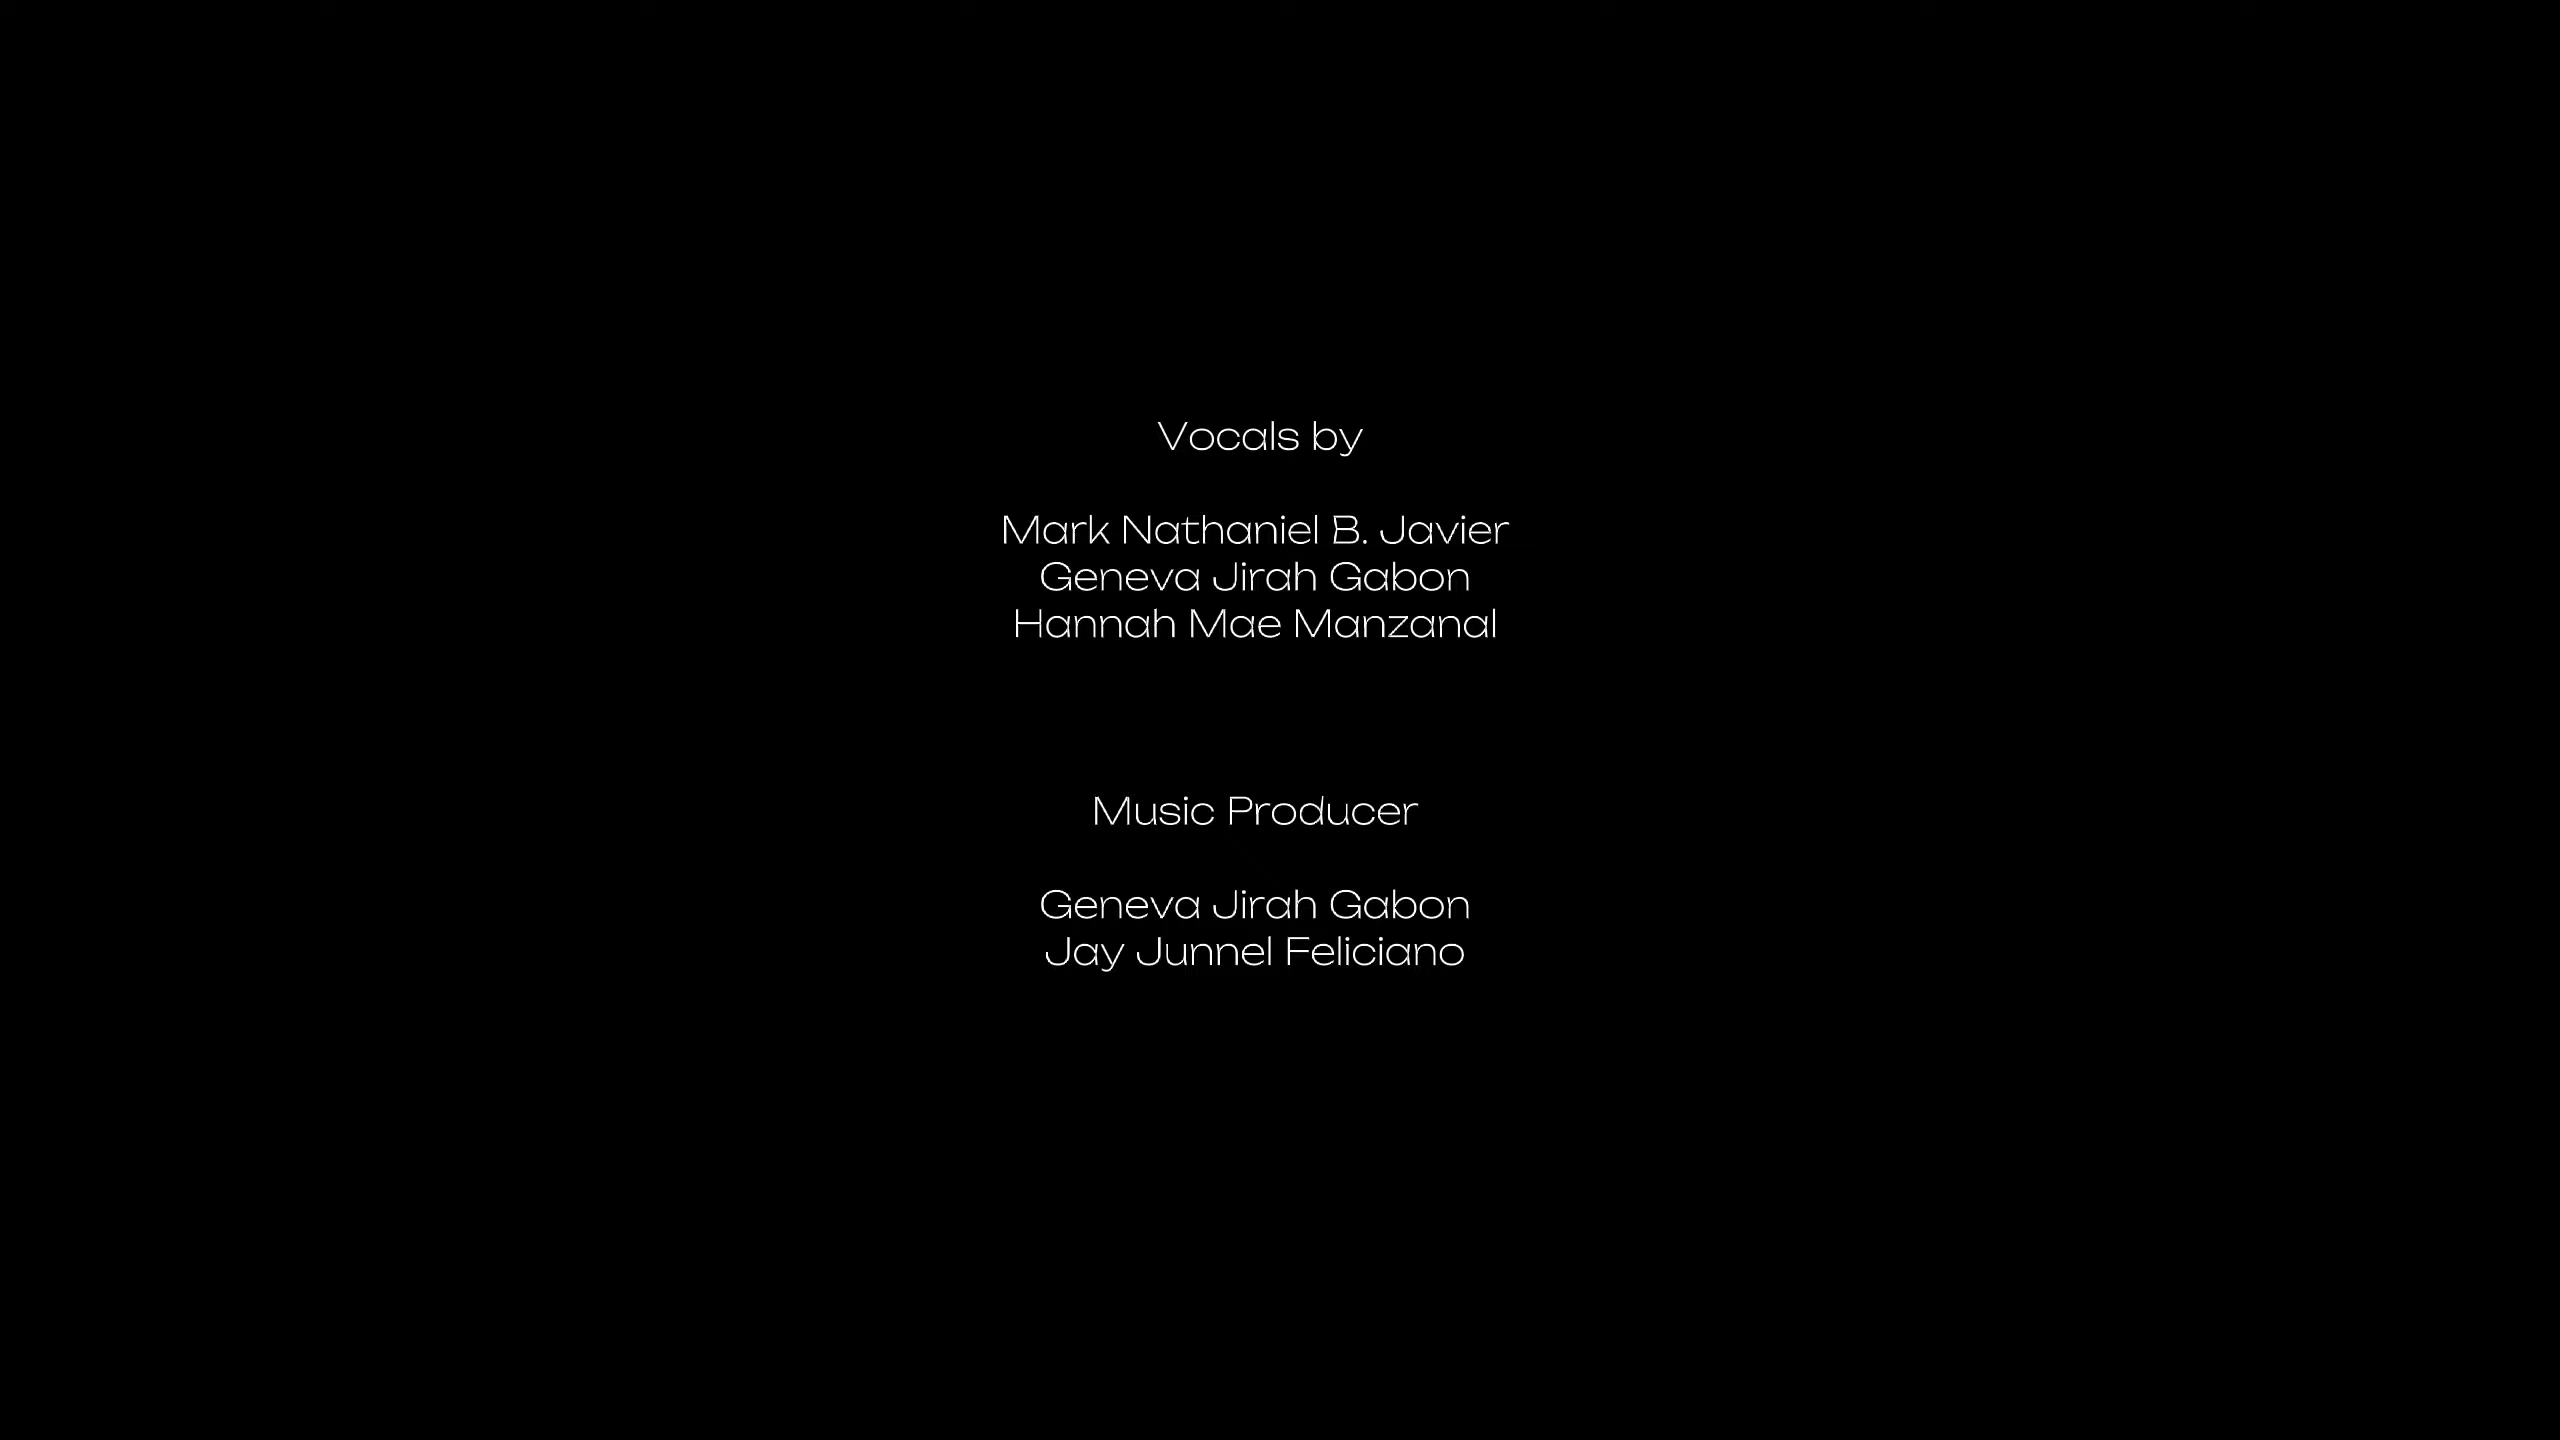 Vocals by
Mark Nathaniel B. Javier
Geneva Jirah Gabon
Hannah Mae Manzanal
Music Producer
Geneva Jirah Gabon
Jay Junnel Feliciano